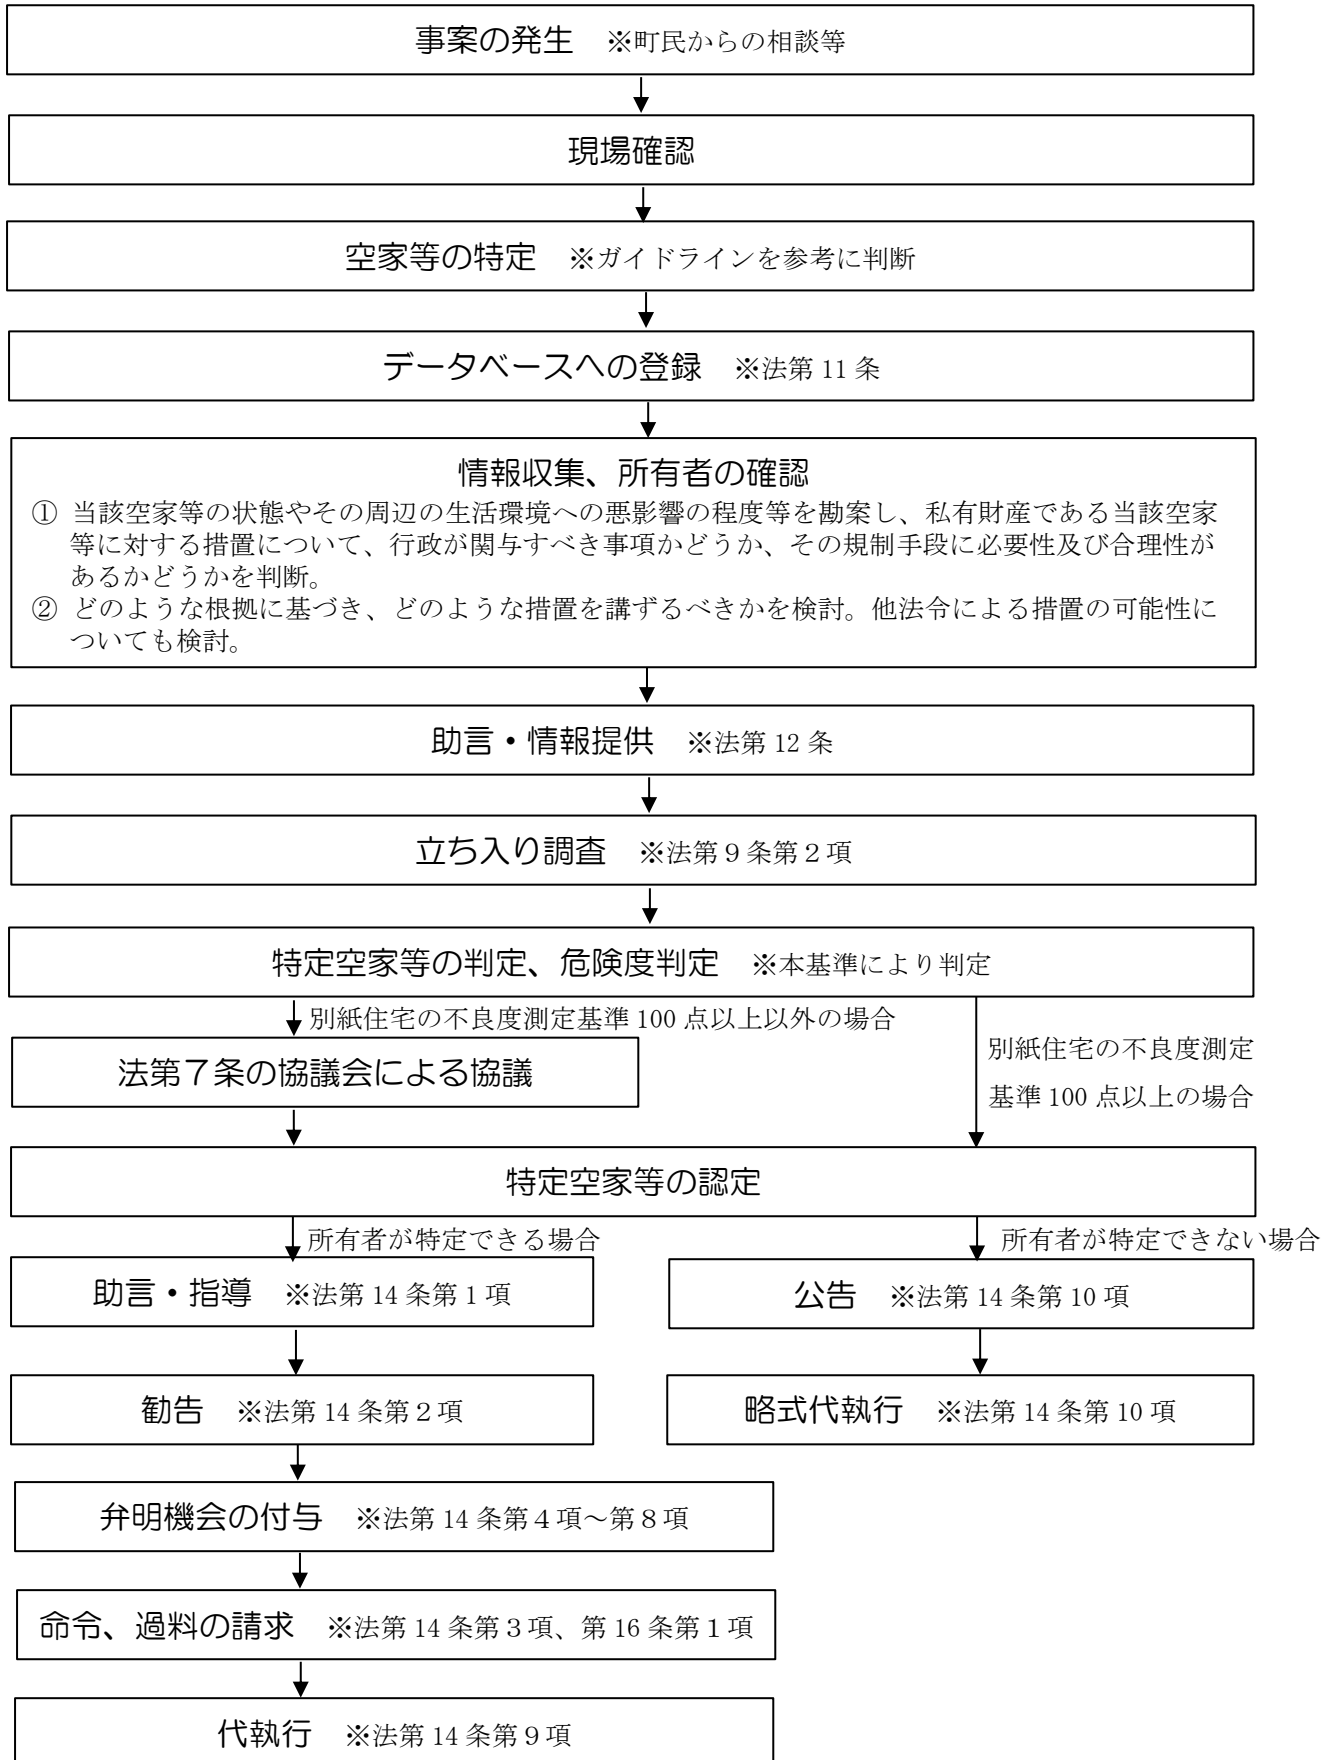 事案の発生　※町民からの相談等
現場確認
空家等の特定　※ガイドラインを参考に判断
データベースへの登録　※法第 11 条
情報収集、所有者の確認
① 当該空家等の状態やその周辺の生活環境への悪影響の程度等を勘案し、私有財産である当該空家
等に対する措置について、行政が関与すべき事項かどうか、その規制手段に必要性及び合理性が
あるかどうかを判断。
② どのような根拠に基づき、どのような措置を講ずるべきかを検討。他法令による措置の可能性に
ついても検討。
助言・情報提供　※法第 12 条
立ち入り調査　※法第９条第２項
特定空家等の判定、危険度判定　※本基準により判定
別紙住宅の不良度測定基準 100 点以上以外の場合
別紙住宅の不良度測定
基準 100 点以上の場合
法第７条の協議会による協議
特定空家等の認定
所有者が特定できる場合
所有者が特定できない場合
助言・指導　※法第 14 条第１項
公告　※法第 14 条第 10 項
勧告　※法第 14 条第２項
略式代執行　※法第 14 条第 10 項
弁明機会の付与　※法第 14 条第４項～第８項
命令、過料の請求　※法第 14 条第３項、第 16 条第１項
代執行　※法第 14 条第９項